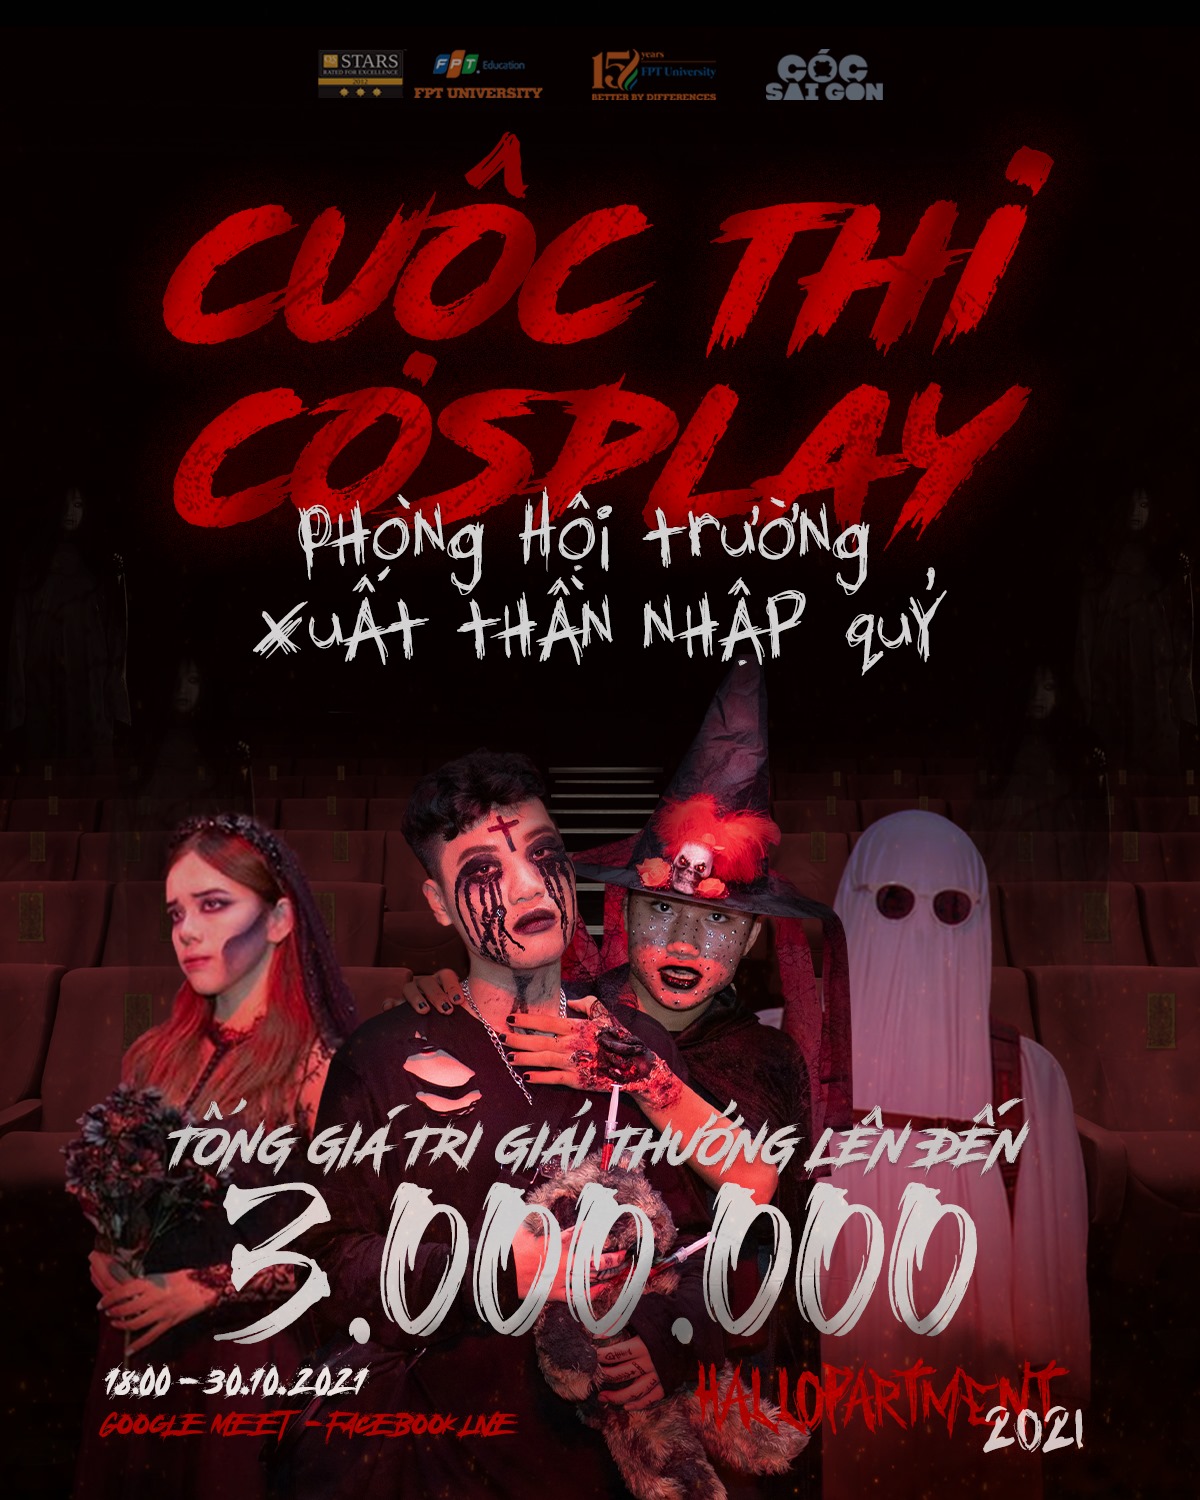 QS STARS
RATED FOR EXCELLENCE
2012
FPT. Education
FPT UNIVERSITY
15 years
FPT University
BETTER BY DIFFERENCES
CÓC
SÀI GÒN
CUỘC THI
COSPLAY
PHÒNG HỘI TRƯỜNG
XUẤT THẦN NHẬP QUỶ
TỔNG GIÁ TRỊ GIẢI THƯỞNG LÊN ĐẾN
3.000.000
18:00 - 30.10.2021
GOOGLE MEET - FACEBOOK LIVE
HALLOPARTMENT
2021